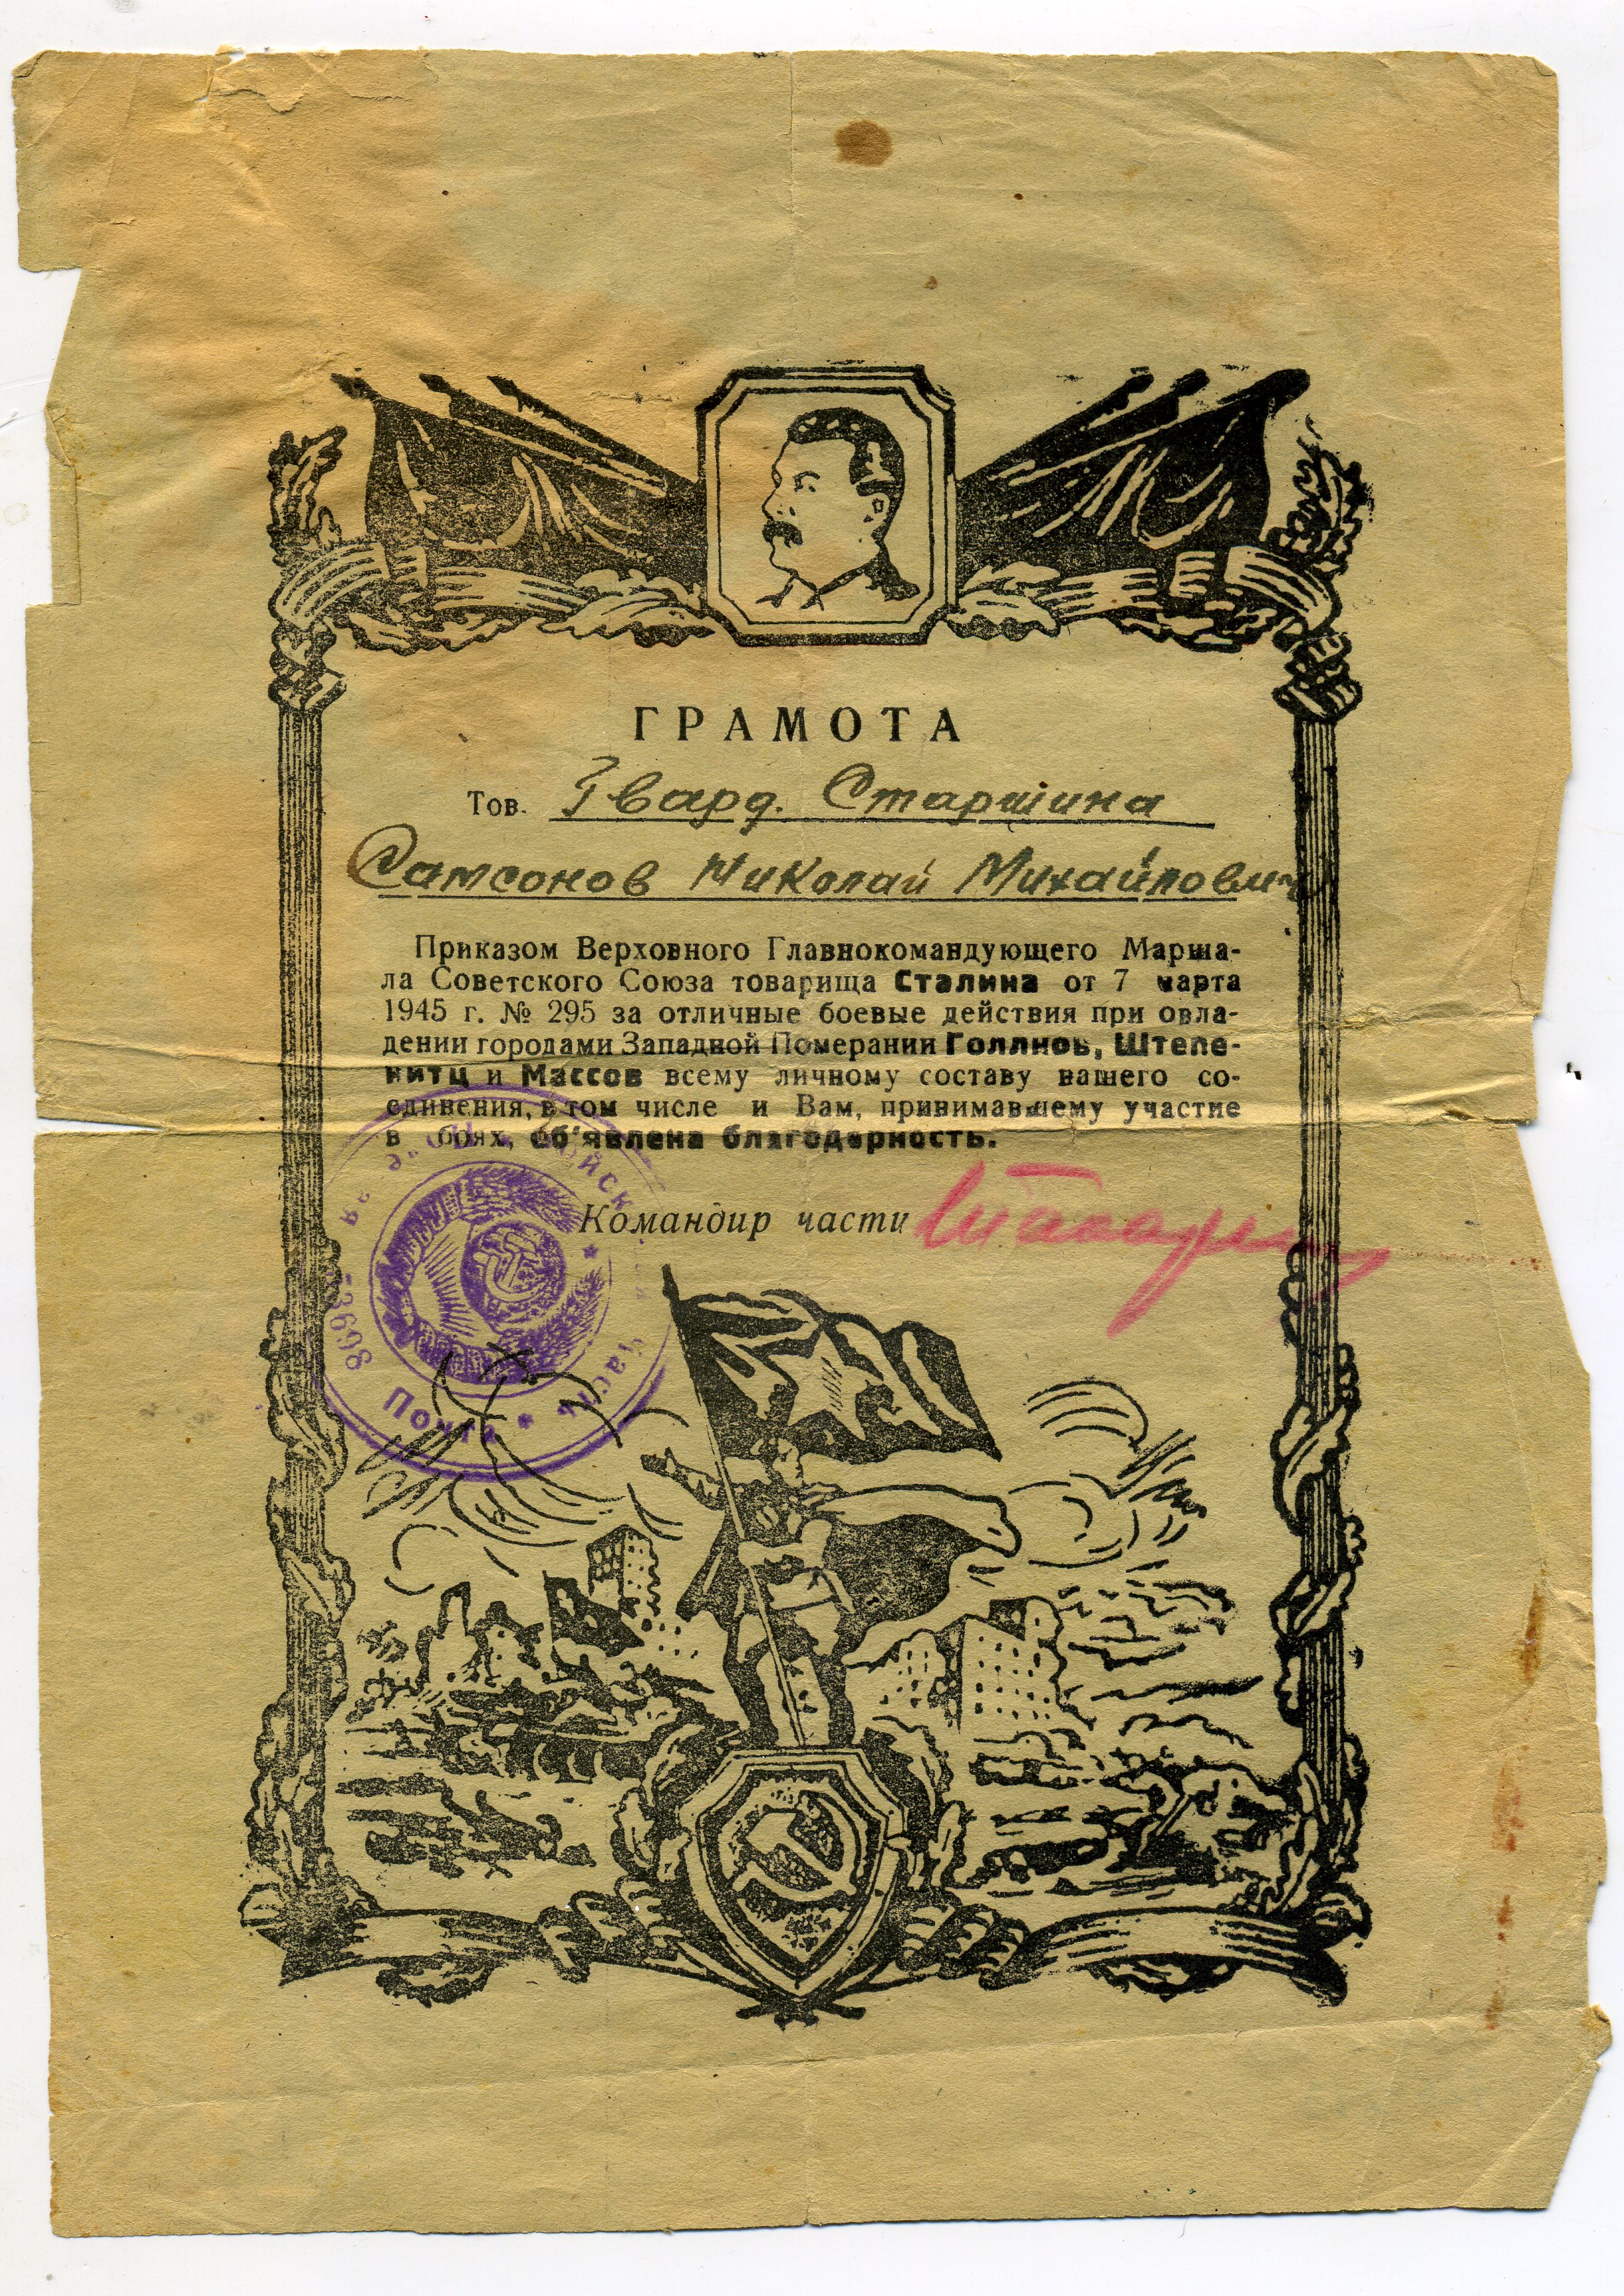 ГРАМОТА
Тов. Гвард. Старшина
Самсонов Николай Михайлович
Приказом Верховного Главнокомандующего Марша-
ла Советского Союза товарища Сталина от 7 марта
1945 г. № 295 за отличные боевые действия при овла-
дении городами Западной Померании Голлнов, Штепе-
нитц и Массов всему личному составу нашего со-
единения, в том числе и Вам, принимавшему участие
в боях, об'явлена благодарность.
Командир части